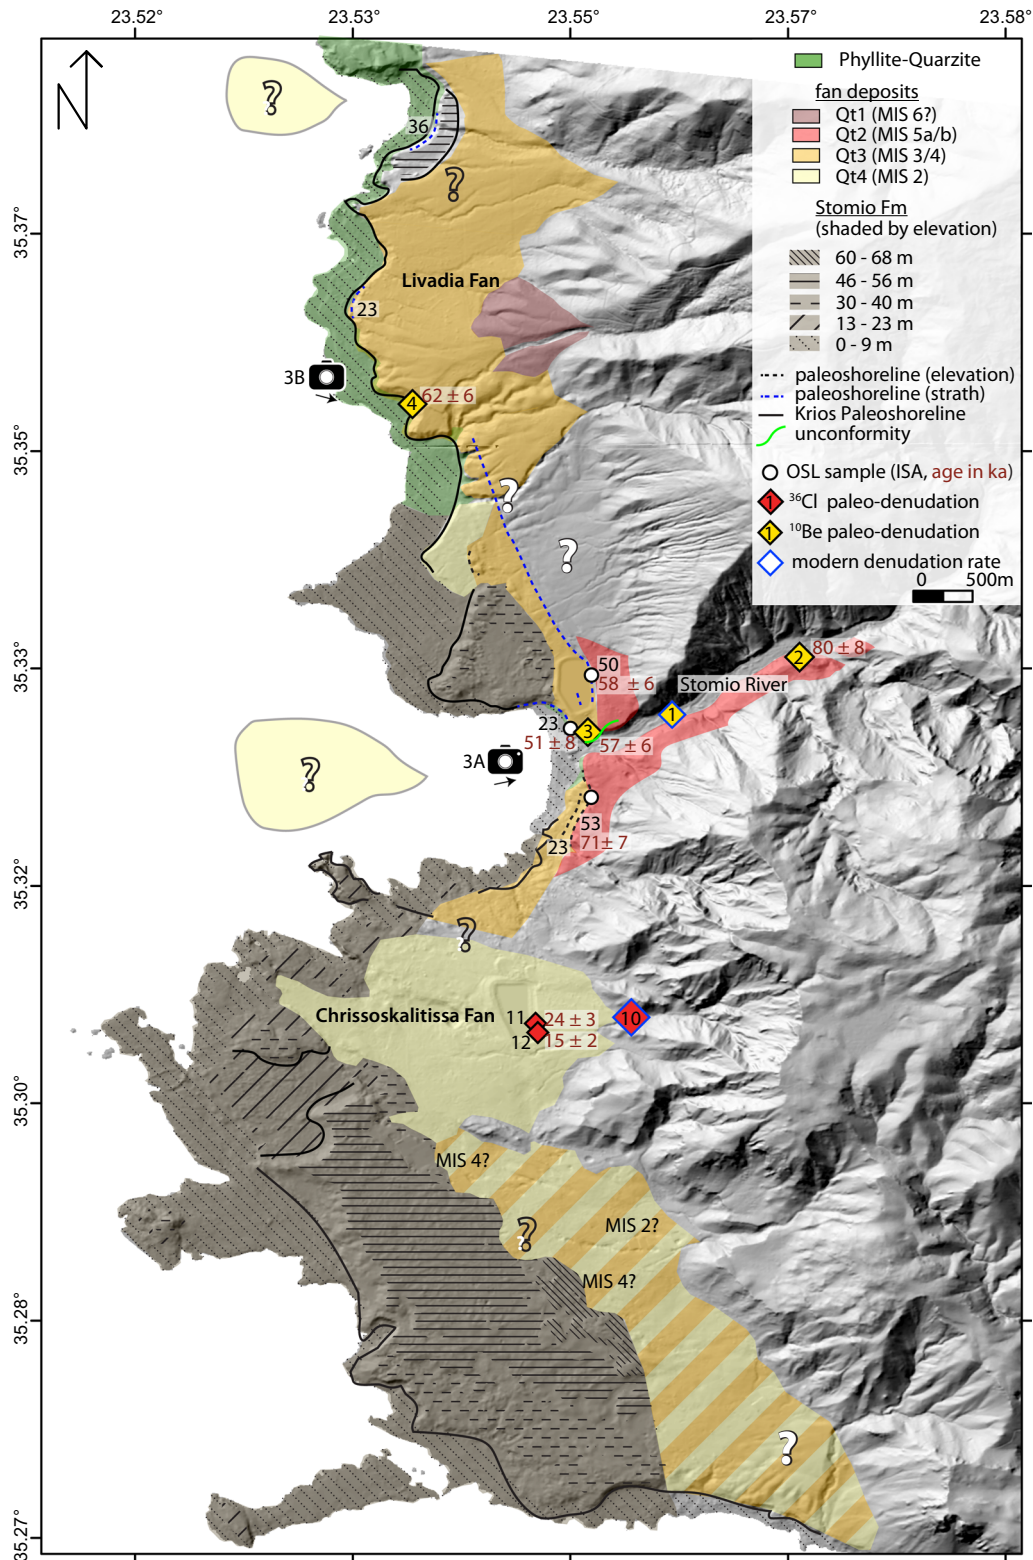 23.52°
23.53°
23.55°
23.57°
23.58°
N
?
36
?
Phyllite-Quarzite
fan deposits
Qt1 (MIS 6?)
Qt2 (MIS 5a/b)
Qt3 (MIS 3/4)
Qt4 (MIS 2)
Stomio Fm
(shaded by elevation)
60 - 68 m
46 - 56 m
30 - 40 m
13 - 23 m
0 - 9 m
paleoshoreline (elevation)
paleoshoreline (strath)
Krios Paleoshoreline
unconformity
OSL sample (ISA, age in ka)
1 ³⁶Cl paleo-denudation
1 ¹⁰Be paleo-denudation
modern denudation rate
0 500m
35.37°
Livadia Fan
23
3B
4
62 ± 6
35.35°
?
?
35.33°
50
58 ± 6
2
80 ± 8
Stomio River
1
23
3
51 ± 8
57 ± 6
3A
?
53
71± 7
23
35.32°
?
Chrissoskalitissa Fan
11
24 ± 3
12
15 ± 2
10
35.30°
MIS 4?
MIS 2?
?
?
MIS 4?
35.28°
?
35.27°